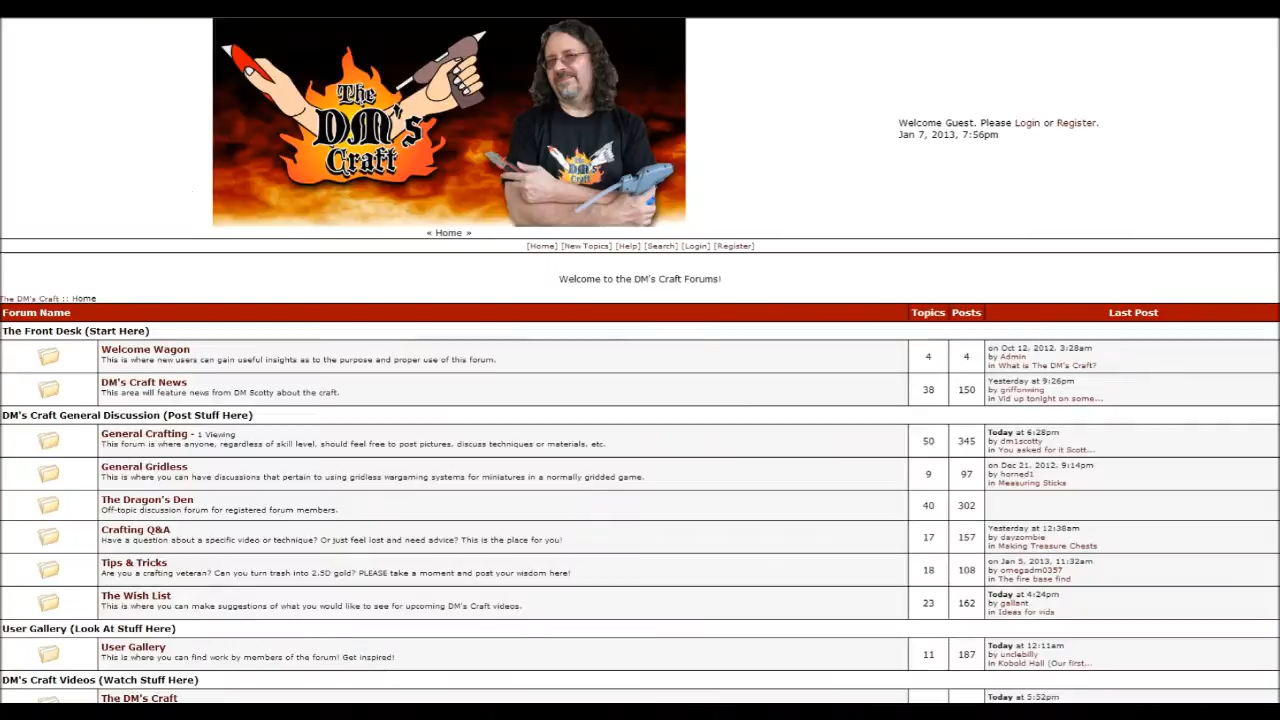 The
DM's
Craft
The
DM's
Craft
Welcome Guest. Please Login or Register.
Jan 7, 2013, 7:56pm
« Home »
[Home] [New Topics] [Help] [Search] [Login] [Register]
Welcome to the DM's Craft Forums!
The DM's Craft :: Home
Forum Name Topics Posts Last Post
The Front Desk (Start Here)
Welcome Wagon
This is where new users can gain useful insights as to the purpose and proper use of this forum.
4 4
on Oct 12, 2012, 3:28am
by Admin
in What is The DM's Craft?
DM's Craft News
This area will feature news from DM Scotty about the craft.
38 150
Yesterday at 9:26pm
by griffonwing
in Vid up tonight on some...
DM's Craft General Discussion (Post Stuff Here)
General Crafting - 1 Viewing
This forum is where anyone, regardless of skill level, should feel free to post pictures, discuss techniques or materials, etc.
50 345
Today at 6:28pm
by dm1scotty
in You asked for it Scott...
General Gridless
This is where you can have discussions that pertain to using gridless wargaming systems for miniatures in a normally gridded game.
9 97
on Dec 21, 2012, 9:14pm
by horned1
in Measuring Sticks
The Dragon's Den
Off-topic discussion forum for registered forum members.
40 302
Crafting Q&A
Have a question about a specific video or technique? Or just feel lost and need advice? This is the place for you!
17 157
Yesterday at 12:38am
by dayzombie
in Making Treasure Chests
Tips & Tricks
Are you a crafting veteran? Can you turn trash into 2.5D gold? PLEASE take a moment and post your wisdom here!
18 108
on Jan 5, 2013, 11:32am
by omegadm0357
in The fire base find
The Wish List
This is where you can make suggestions of what you would like to see for upcoming DM's Craft videos.
23 162
Today at 4:24pm
by gallant
in Ideas for vids
User Gallery (Look At Stuff Here)
User Gallery
This is where you can find work by members of the forum! Get inspired!
11 187
Today at 12:11am
by unclebilly
in Kobold Hall (Our first...
DM's Craft Videos (Watch Stuff Here)
The DM's Craft
Today at 5:52pm